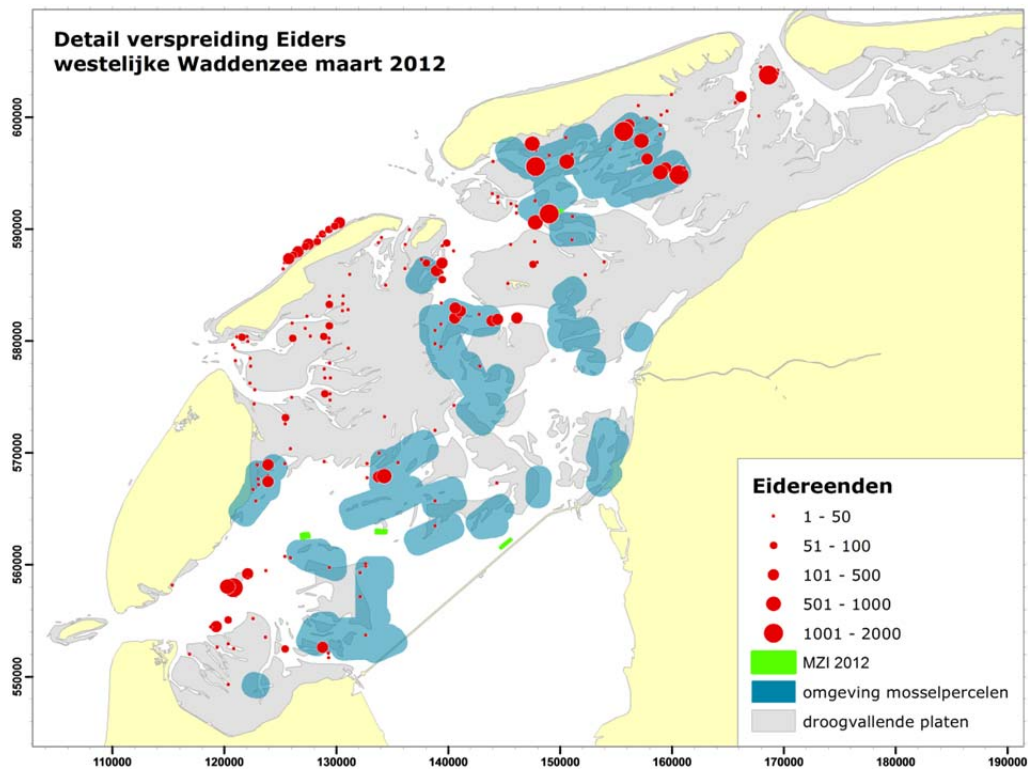 Detail verspreiding Eiders
westelijke Waddenzee maart 2012
600000
590000
580000
570000
560000
550000
Eidereenden
1 - 50
51 - 100
101 - 500
501 - 1000
1001 - 2000
MZI 2012
omgeving mosselpercelen
droogvallende platen
110000 120000 130000 140000 150000 160000 170000 180000 190000